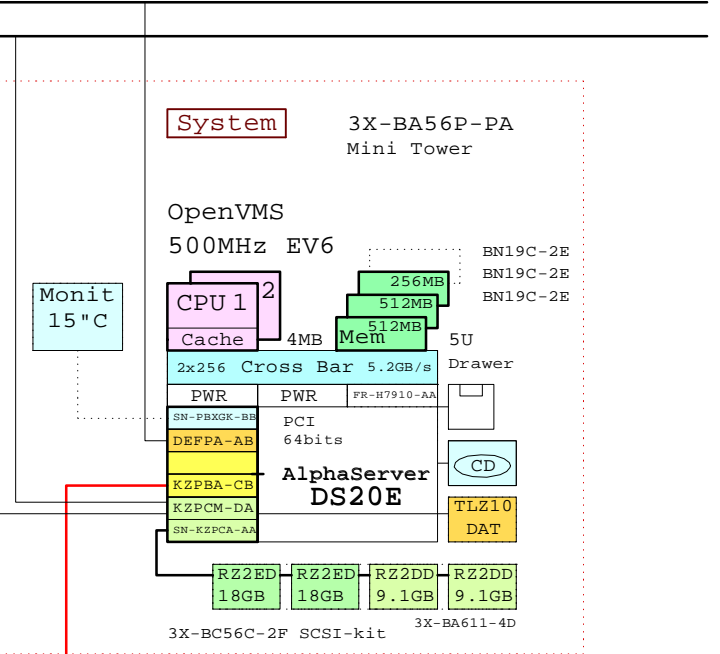 System
3X-BA56P-PA
Mini Tower
OpenVMS
500MHz EV6
BN19C-2E
BN19C-2E
BN19C-2E
256MB
512MB
512MB
Mem
Monit
15"C
CPU 1
2
Cache
4MB
5U
Drawer
2x256 Cross Bar 5.2GB/s
PWR
PWR
FR-H7910-AA
SN-PBXGK-BB
PCI
64bits
DEFPA-AB
AlphaServer
DS20E
CD
KZPBA-CB
KZPCM-DA
TLZ10
DAT
SN-KZPCA-AA
RZ2ED
18GB
RZ2ED
18GB
RZ2DD
9.1GB
RZ2DD
9.1GB
3X-BC56C-2F SCSI-kit
3X-BA611-4D